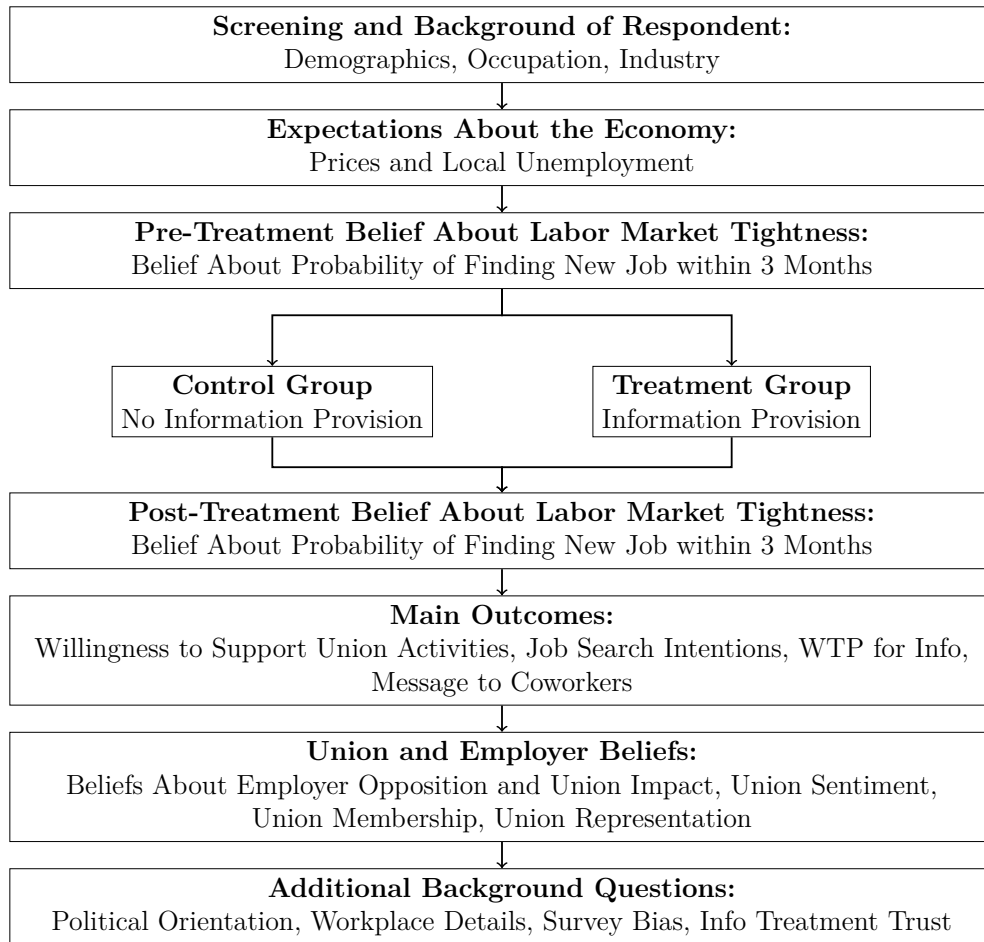 Screening and Background of Respondent:
Demographics, Occupation, Industry
Expectations About the Economy:
Prices and Local Unemployment
Pre-Treatment Belief About Labor Market Tightness:
Belief About Probability of Finding New Job within 3 Months
Control Group
No Information Provision
Treatment Group
Information Provision
Post-Treatment Belief About Labor Market Tightness:
Belief About Probability of Finding New Job within 3 Months
Main Outcomes:
Willingness to Support Union Activities, Job Search Intentions, WTP for Info,
Message to Coworkers
Union and Employer Beliefs:
Beliefs About Employer Opposition and Union Impact, Union Sentiment,
Union Membership, Union Representation
Additional Background Questions:
Political Orientation, Workplace Details, Survey Bias, Info Treatment Trust